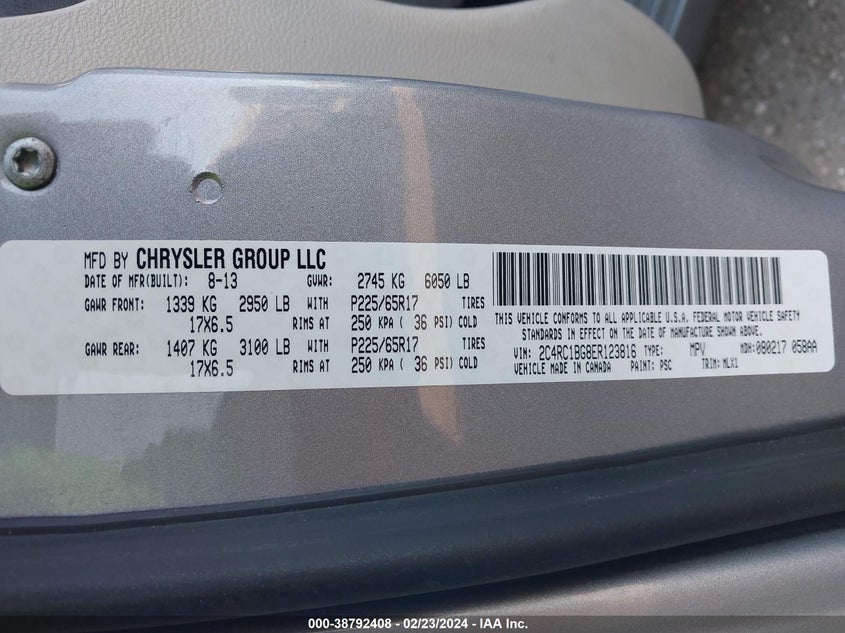 MFD BY CHRYSLER GROUP LLC
DATE OF MFR(BUILT): 8-13 GVWR: 2745 KG 6050 LB
GAWR FRONT: 1339 KG 2950 LB WITH P225/65R17 TIRES
17X6.5 RIMS AT 250 KPA ( 36 PSI) COLD
GAWR REAR: 1407 KG 3100 LB WITH P225/65R17 TIRES
17X6.5 RIMS AT 250 KPA ( 36 PSI) COLD
THIS VEHICLE CONFORMS TO ALL APPLICABLE U.S.A. FEDERAL MOTOR VEHICLE SAFETY
STANDARDS IN EFFECT ON THE DATE OF MANUFACTURE SHOWN ABOVE.
VIN: 2C4RC1BG8ER123816 TYPE: MPV MDH: 080217 058AA
VEHICLE MADE IN CANADA PAINT: PSC TRIM: MLX1
000-38792408 - 02/23/2024 - IAA Inc.